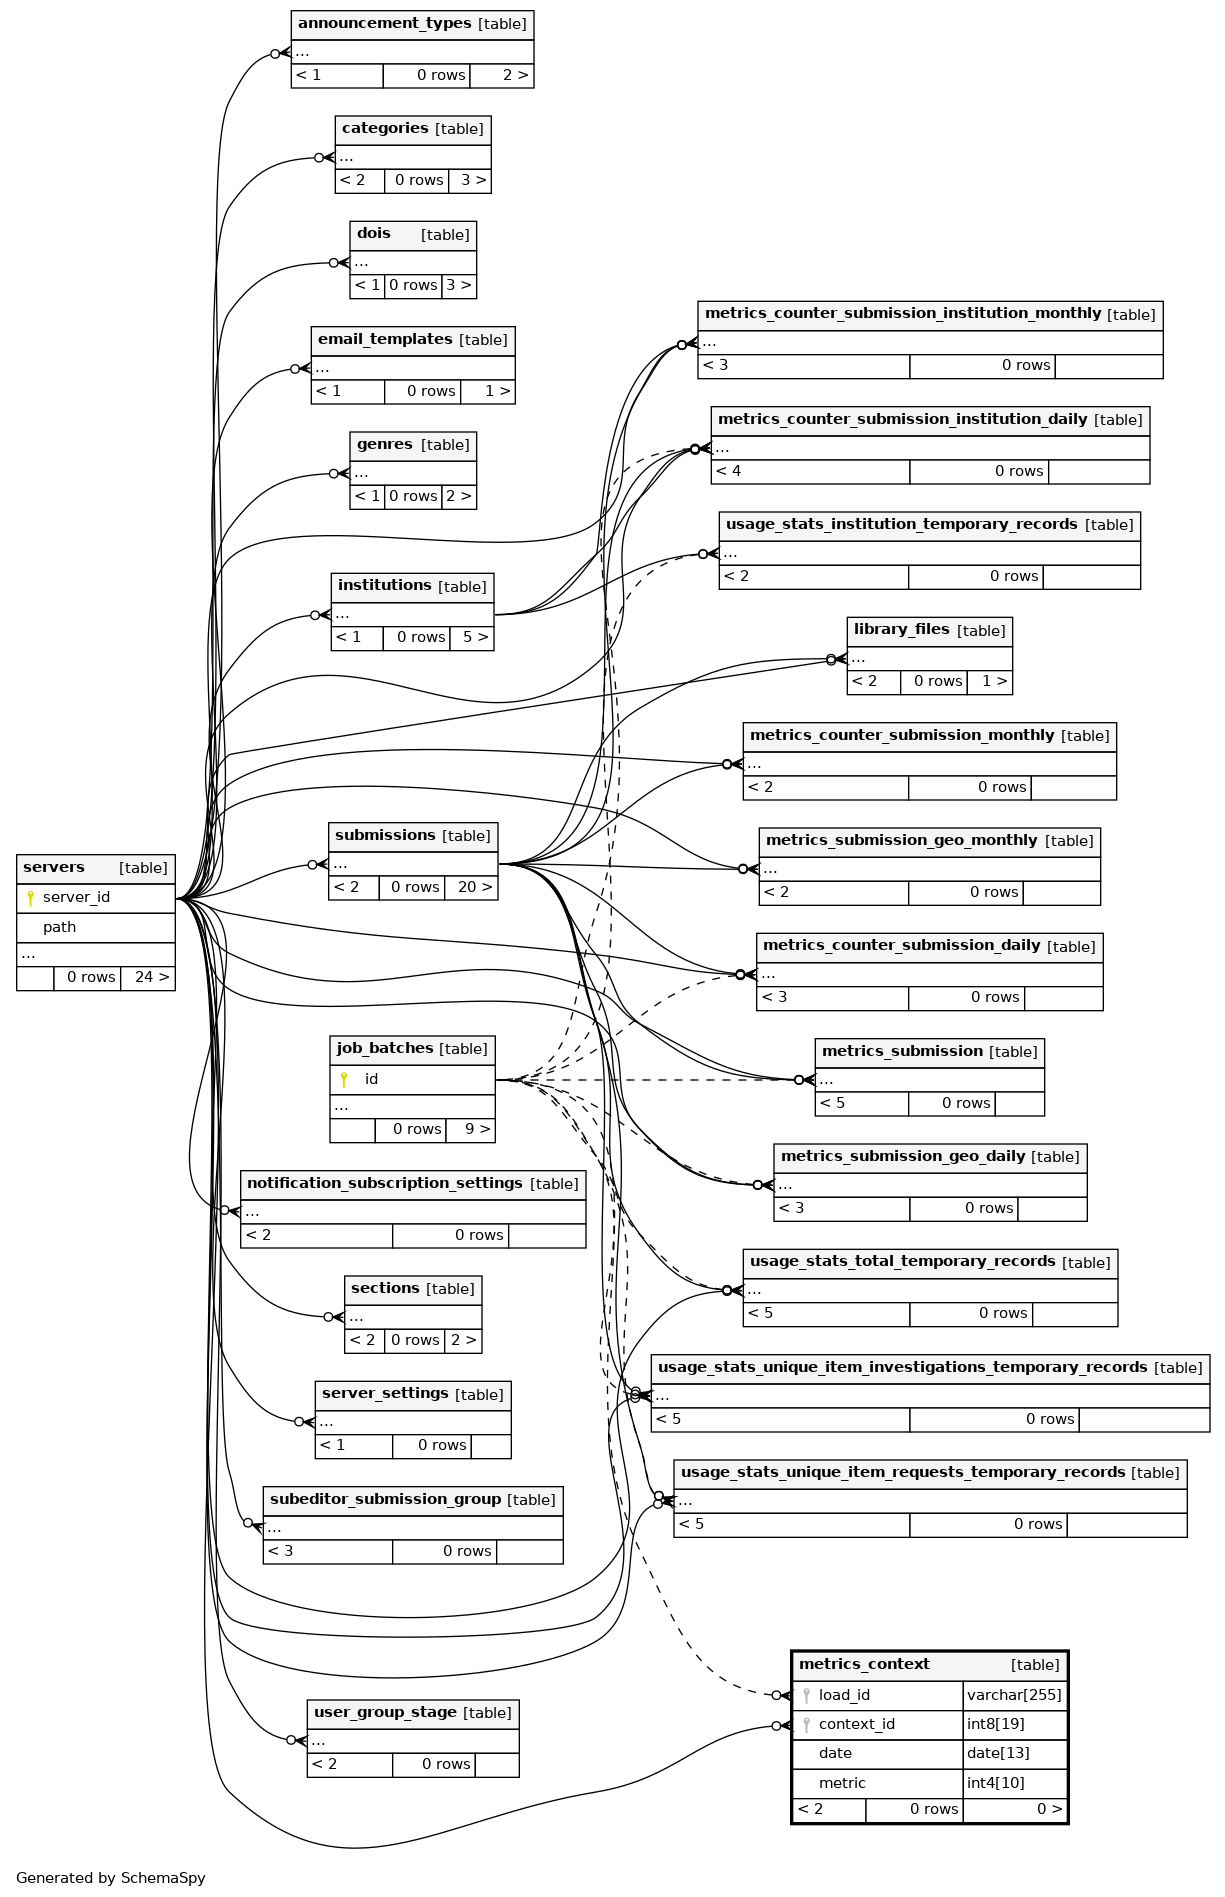 announcement_types [table]
...
< 1 0 rows 2 >
categories [table]
...
< 2 0 rows 3 >
dois [table]
...
< 1 0 rows 3 >
email_templates [table]
...
< 1 0 rows 1 >
genres [table]
...
< 1 0 rows 2 >
institutions [table]
...
< 1 0 rows 5 >
submissions [table]
...
< 2 0 rows 20 >
servers [table]
server_id
path
...
0 rows 24 >
job_batches [table]
id
...
0 rows 9 >
notification_subscription_settings [table]
...
< 2 0 rows
sections [table]
...
< 2 0 rows 2 >
server_settings [table]
...
< 1 0 rows
subeditor_submission_group [table]
...
< 3 0 rows
user_group_stage [table]
...
< 2 0 rows
metrics_counter_submission_institution_monthly [table]
...
< 3 0 rows
metrics_counter_submission_institution_daily [table]
...
< 4 0 rows
usage_stats_institution_temporary_records [table]
...
< 2 0 rows
library_files [table]
...
< 2 0 rows 1 >
metrics_counter_submission_monthly [table]
...
< 2 0 rows
metrics_submission_geo_monthly [table]
...
< 2 0 rows
metrics_counter_submission_daily [table]
...
< 3 0 rows
metrics_submission [table]
...
< 5 0 rows
metrics_submission_geo_daily [table]
...
< 3 0 rows
usage_stats_total_temporary_records [table]
...
< 5 0 rows
usage_stats_unique_item_investigations_temporary_records [table]
...
< 5 0 rows
usage_stats_unique_item_requests_temporary_records [table]
...
< 5 0 rows
metrics_context [table]
load_id varchar[255]
context_id int8[19]
date date[13]
metric int4[10]
< 2 0 rows 0 >
Generated by SchemaSpy